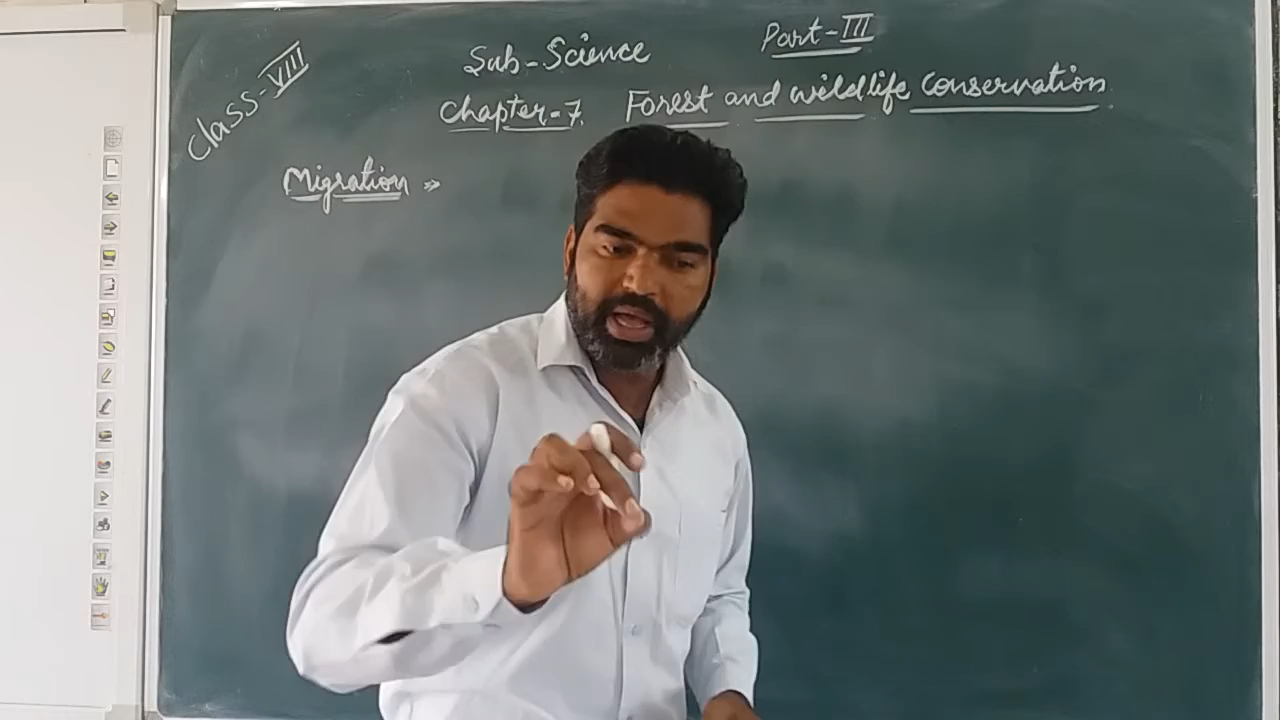 Class-VIII
Sub-Science
Part-III
Chapter-7. Forest and wildlife conservation.
Migration »